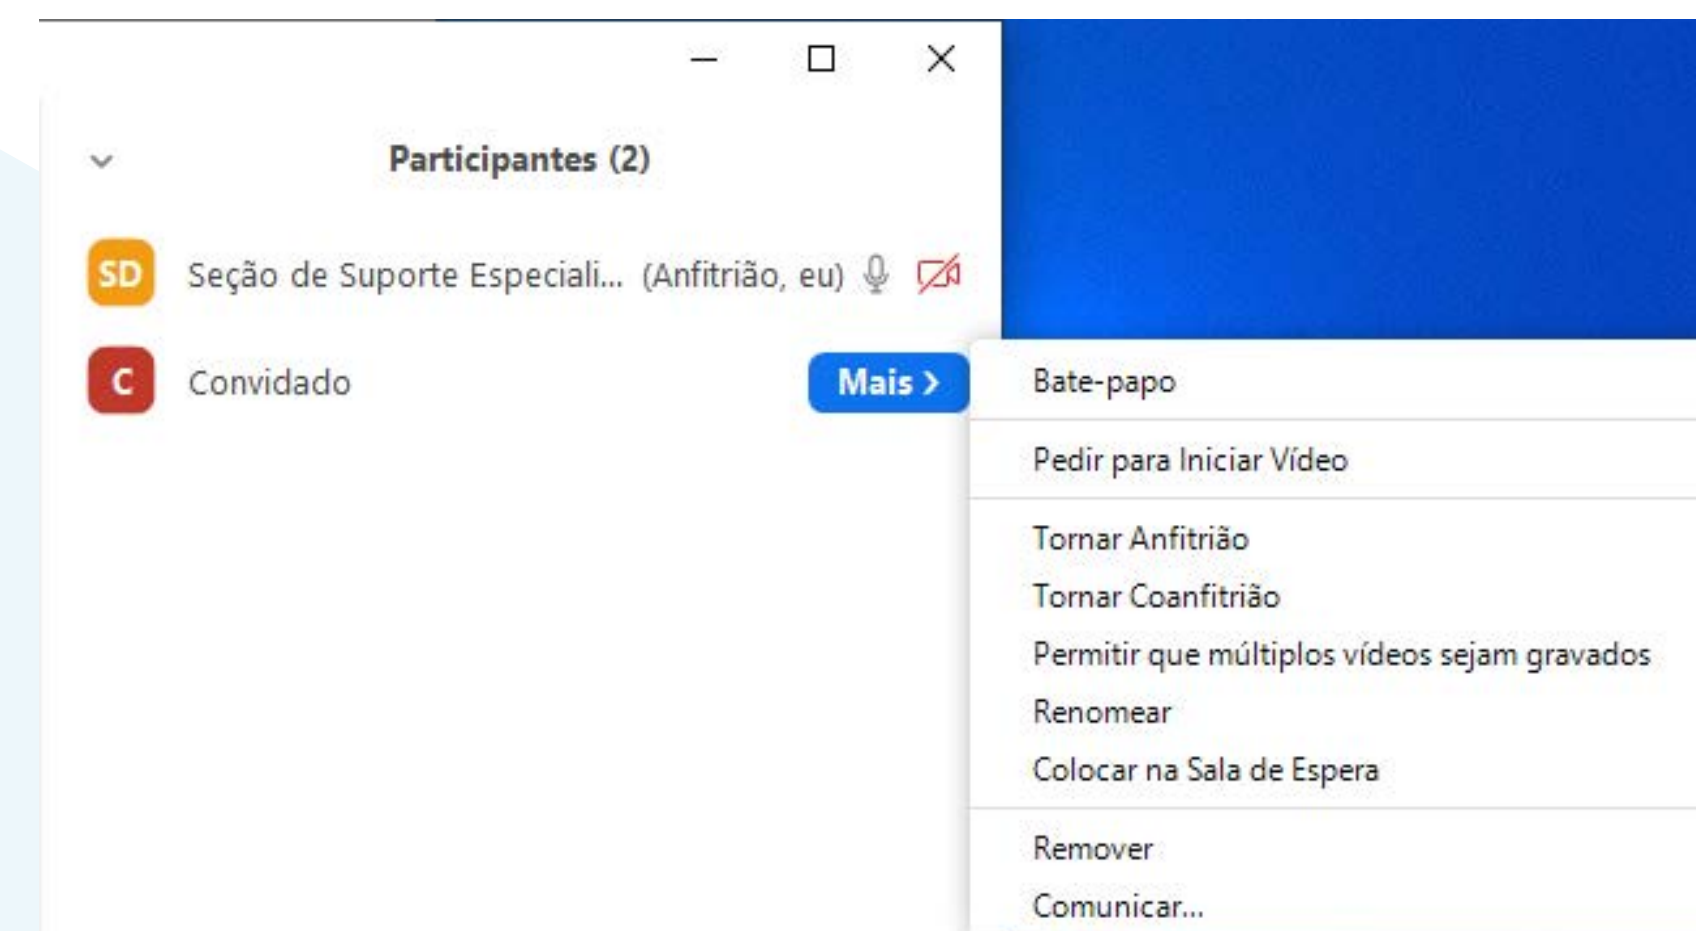 Participantes (2)
SD Seção de Suporte Especiali... (Anfitrião, eu)
C Convidado Mais >
Bate-papo
Pedir para Iniciar Vídeo
Tornar Anfitrião
Tornar Coanfitrião
Permitir que múltiplos vídeos sejam gravados
Renomear
Colocar na Sala de Espera
Remover
Comunicar...